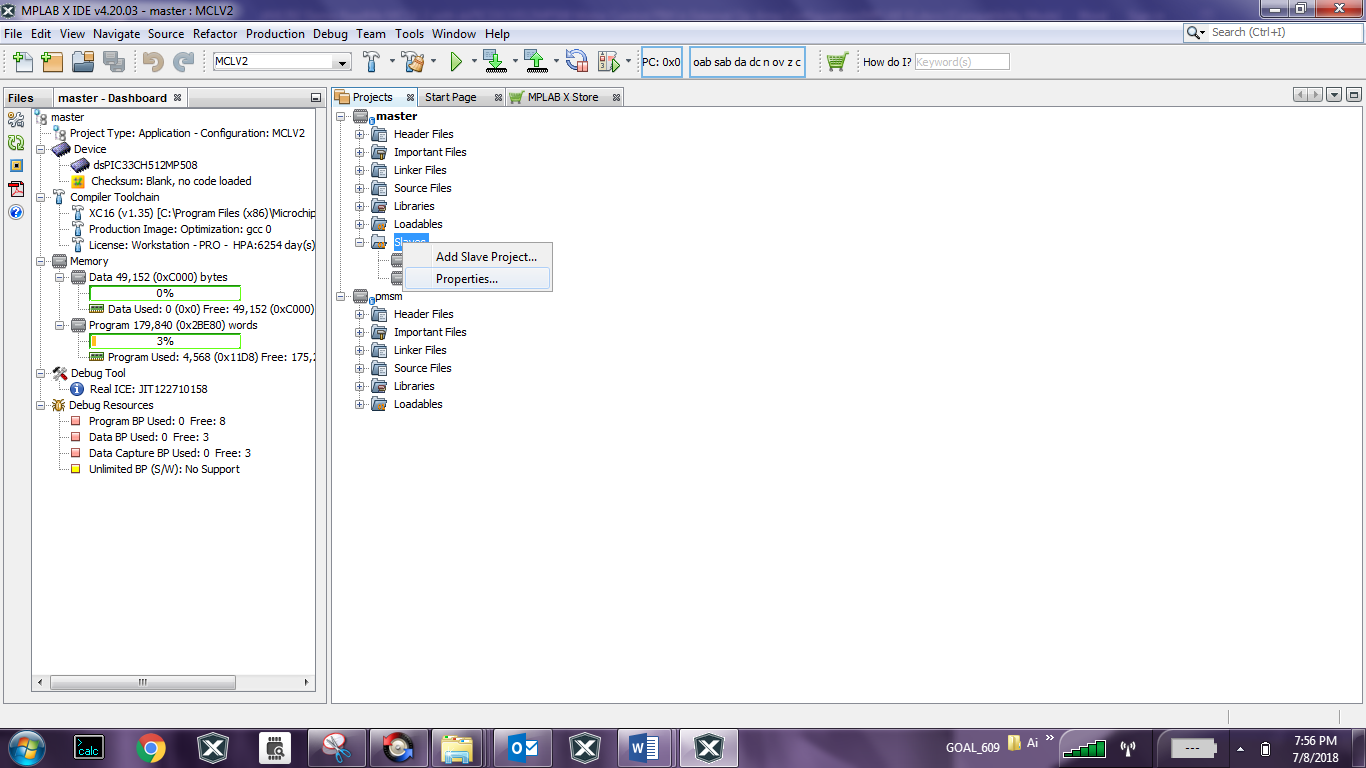 MPLAB X IDE v4.20.03 - master : MCLV2
File Edit View Navigate Source Refactor Production Debug Team Tools Window Help
Search (Ctrl+I)
MCLV2
PC: 0x0
oab sab da dc n ov z c
How do I? Keyword(s)
Files
master - Dashboard
master
Project Type: Application - Configuration: MCLV2
Device
dsPIC33CH512MP508
Checksum: Blank, no code loaded
Compiler Toolchain
XC16 (v1.35) [C:\Program Files (x86)\Microchip
Production Image: Optimization: gcc 0
License: Workstation - PRO - HPA:6254 day(s)
Memory
Data 49,152 (0xC000) bytes
0%
Data Used: 0 (0x0) Free: 49,152 (0xC000)
Program 179,840 (0x2BE80) words
3%
Program Used: 4,568 (0x11D8) Free: 175,2
Debug Tool
Real ICE: JIT122710158
Debug Resources
Program BP Used: 0 Free: 8
Data BP Used: 0 Free: 3
Data Capture BP Used: 0 Free: 3
Unlimited BP (S/W): No Support
Projects
Start Page
MPLAB X Store
master
Header Files
Important Files
Linker Files
Source Files
Libraries
Loadables
Slaves
Add Slave Project...
Properties...
pmsm
Header Files
Important Files
Linker Files
Source Files
Libraries
Loadables
calc
GOAL_609
Ai
---
7:56 PM
7/8/2018